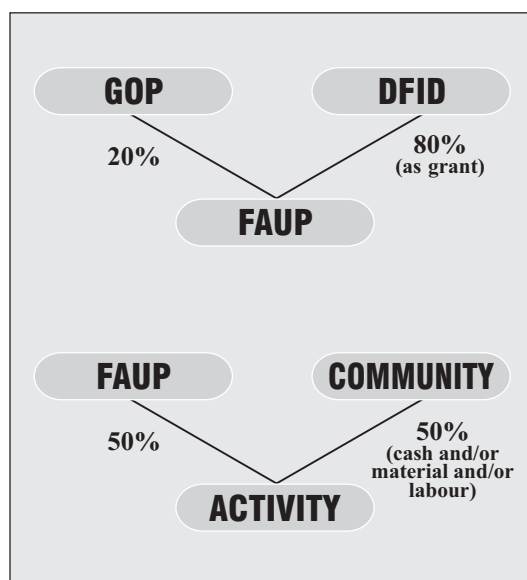 GOP
DFID
20%
80%
(as grant)
FAUP
FAUP
COMMUNITY
50%
50%
(cash and/or
material and/or
labour)
ACTIVITY